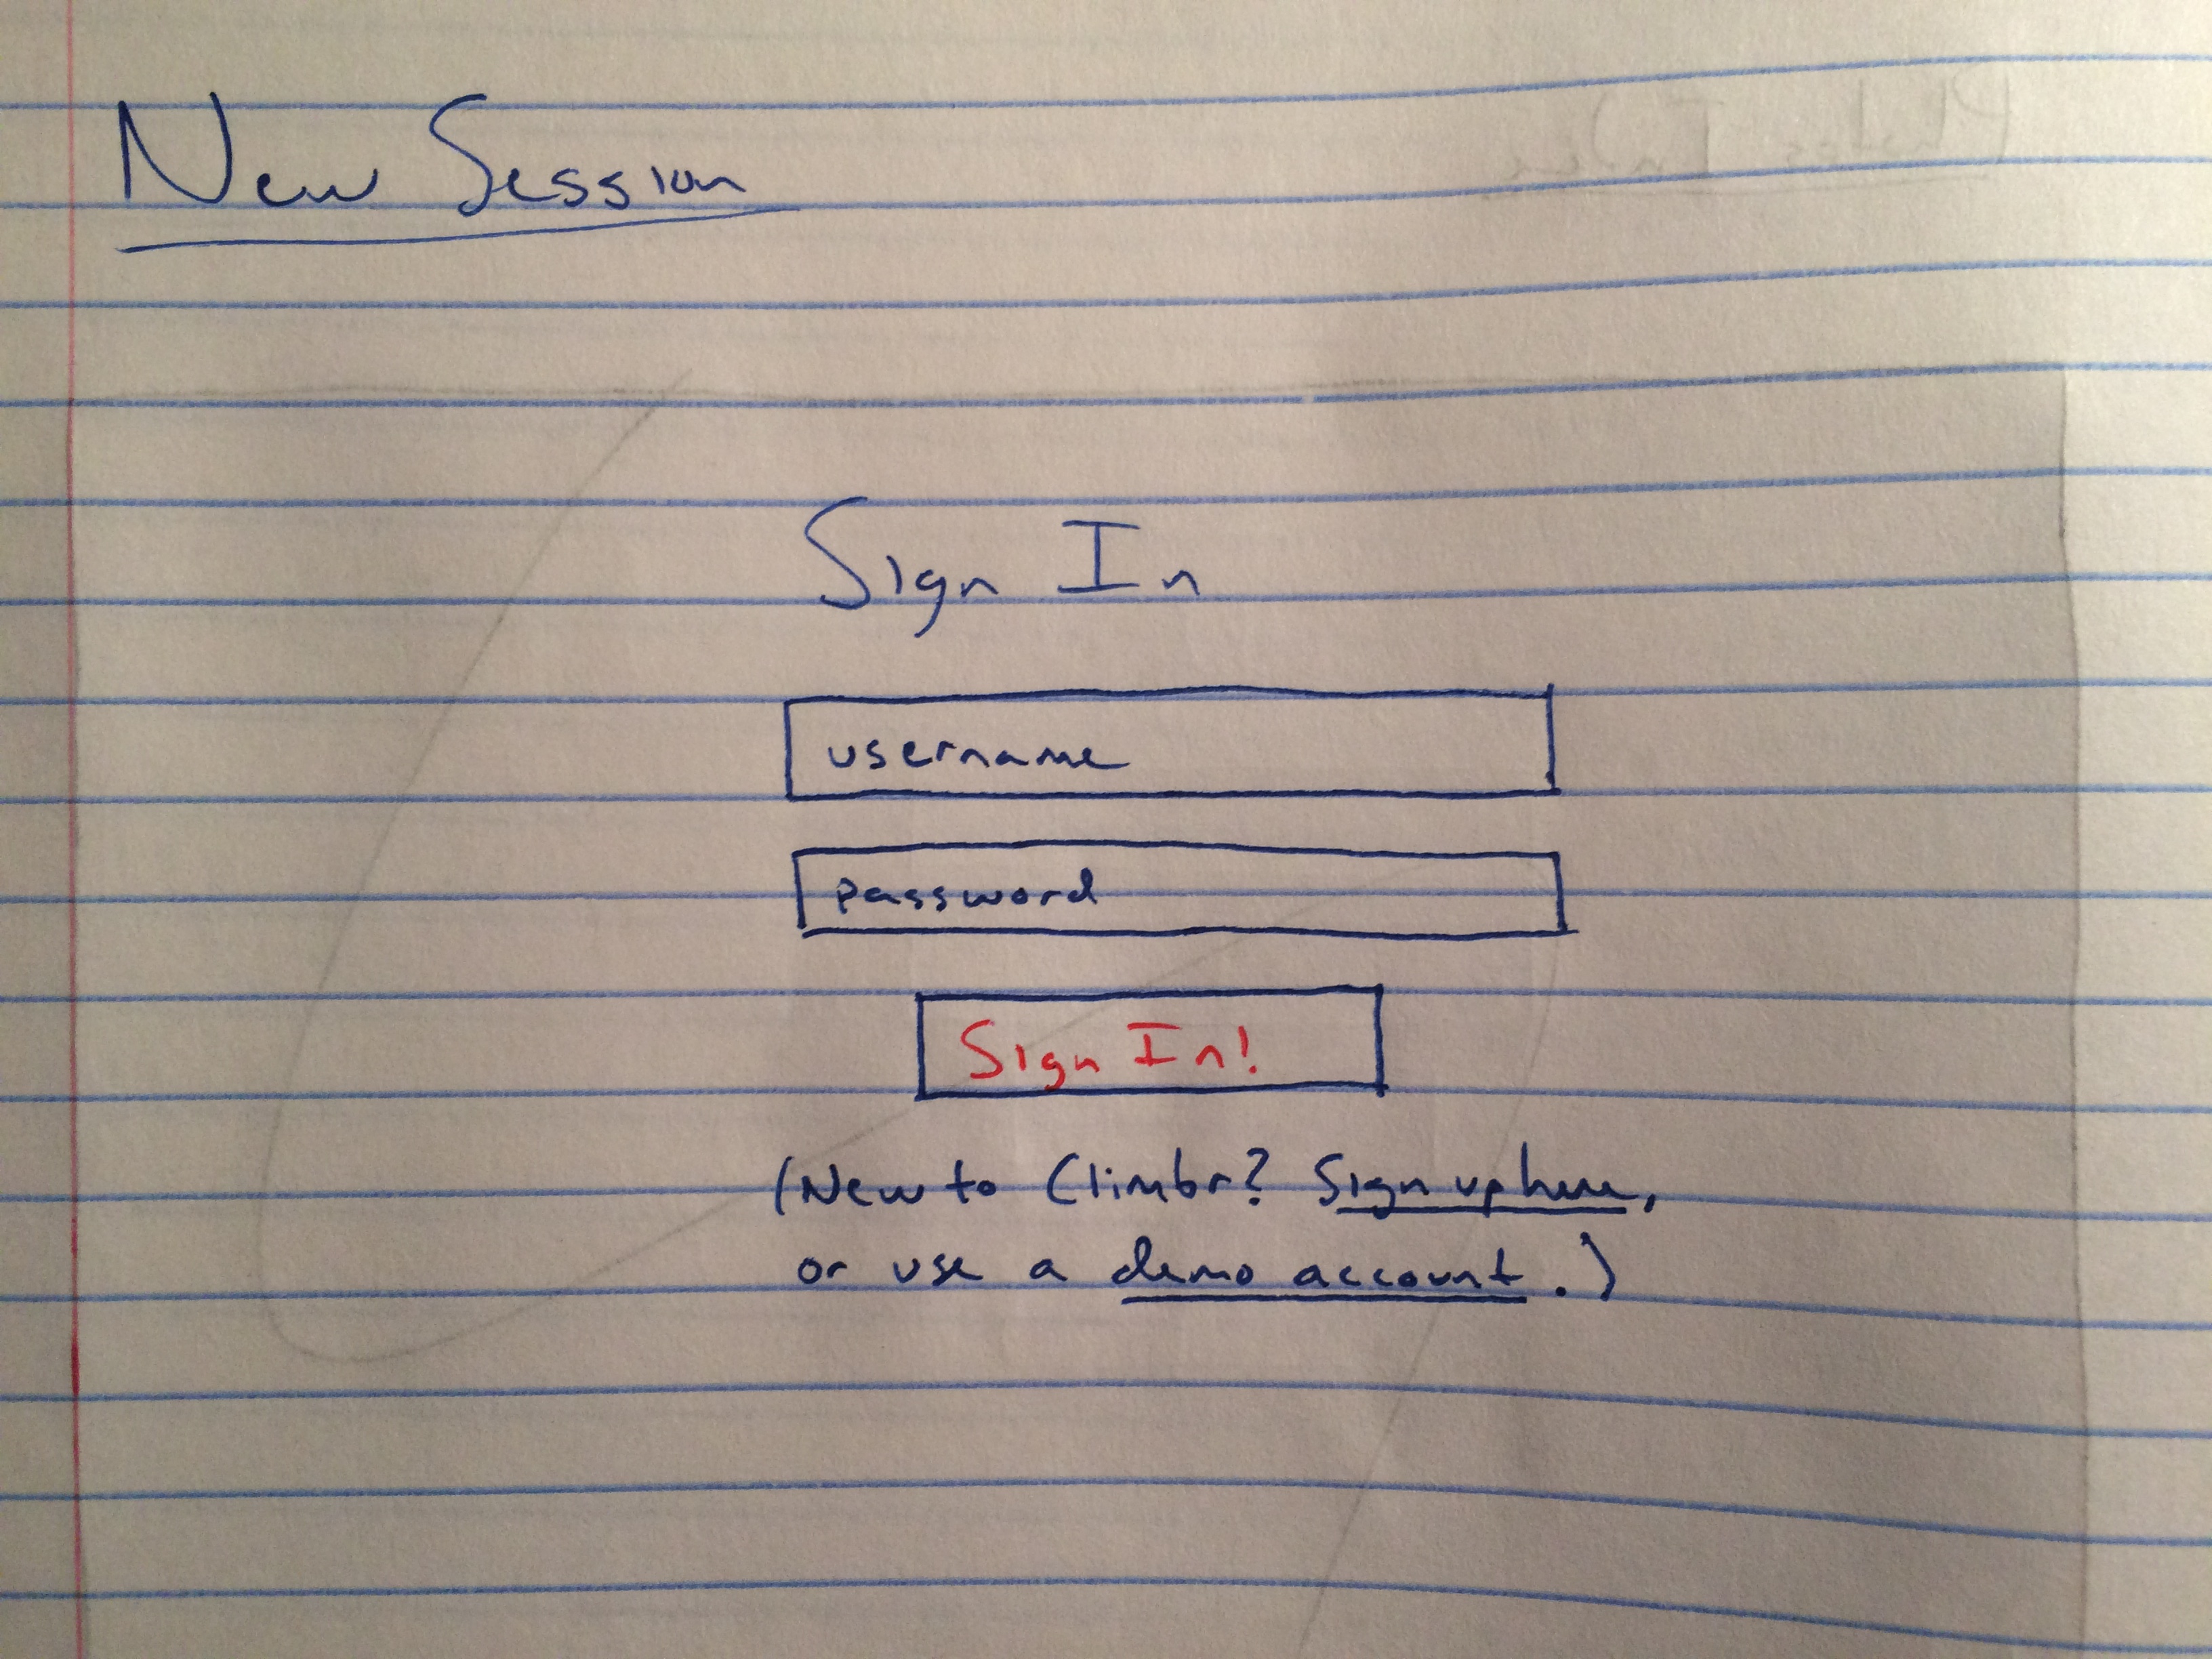 New Session
Sign In
username
password
Sign In!
(New to Climbr? Sign up here,
or use a demo account.)